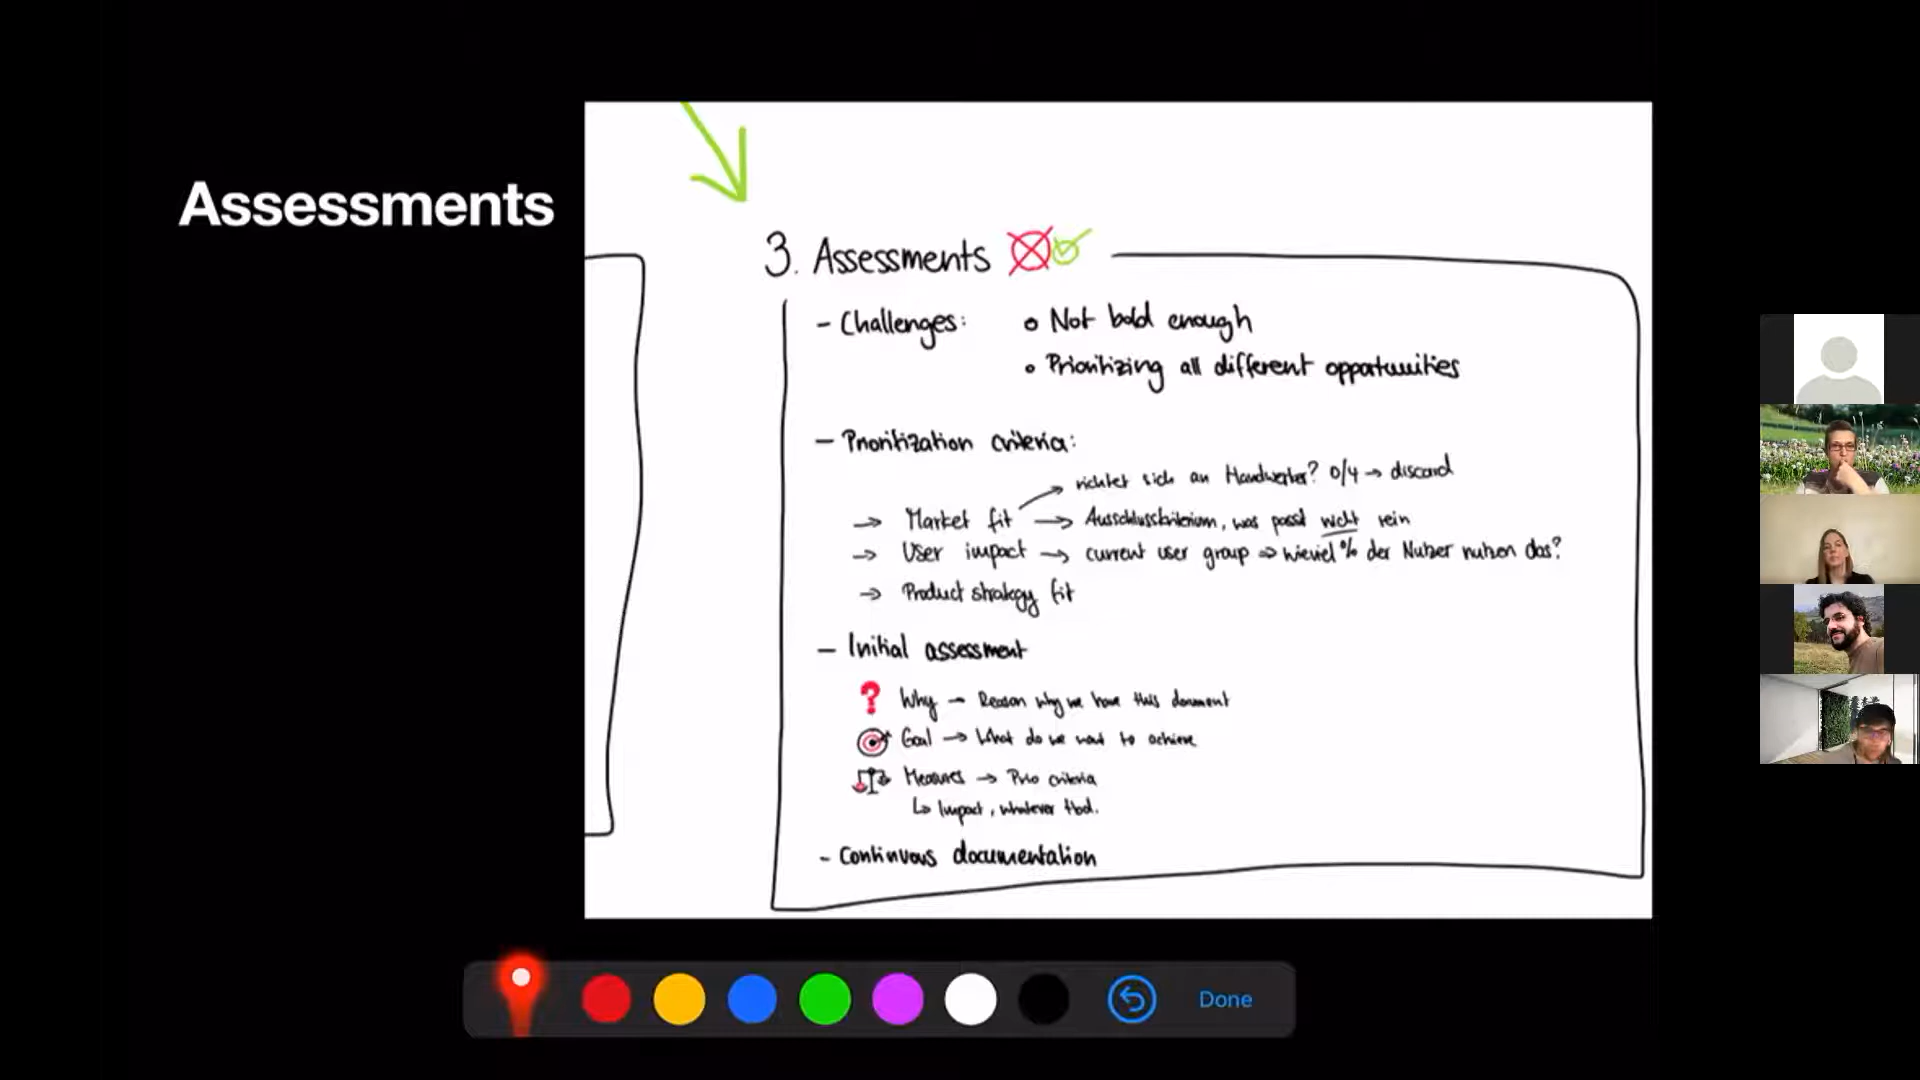 Assessments
3. Assessments
- Challenges:
o Not bold enough
o Prioritizing all different opportunities
- Prioritization criteria:
richtet sich an Handwerker? 0/4 → discard
→ Market fit → Ausschlusskriterium, was passt nicht rein
→ User impact → current user group ⇒ wieviel % der Nutzer nutzen das?
→ Product strategy fit
- Initial assessment
? Why - Reason why we have this document
Goal → What do we want to achieve
Measures → Prio criteria
↳ Impact, whatever tbd.
- Continuous documentation
Done